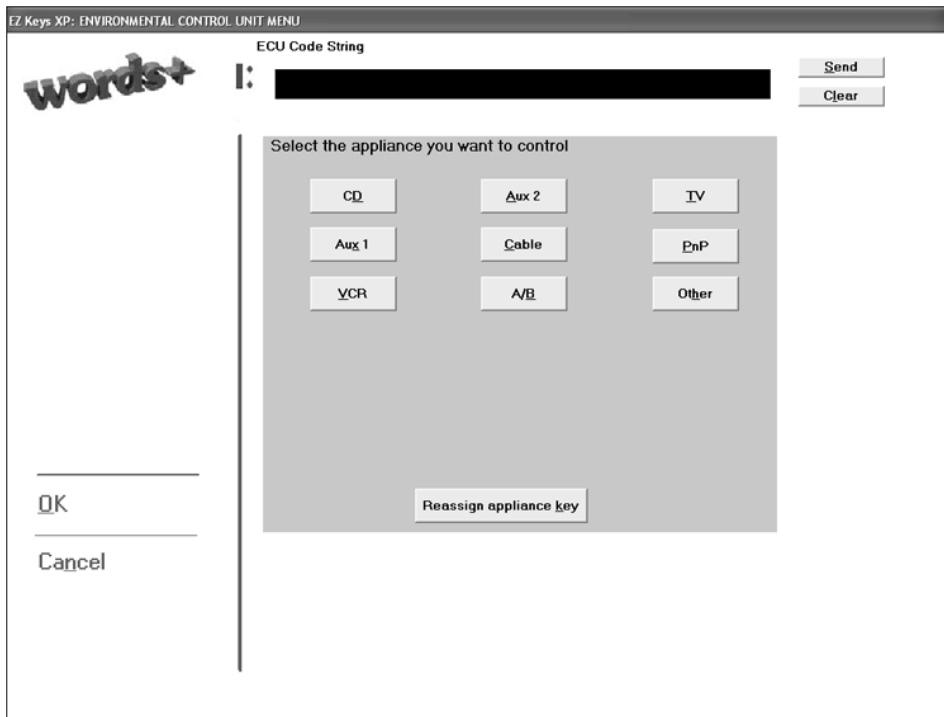 EZ Keys XP: ENVIRONMENTAL CONTROL UNIT MENU
words+
ECU Code String
I:
Send
Clear
Select the appliance you want to control
CD Aux 2 TV
Aux 1 Cable PnP
VCR A/B Other
Reassign appliance key
OK
Cancel